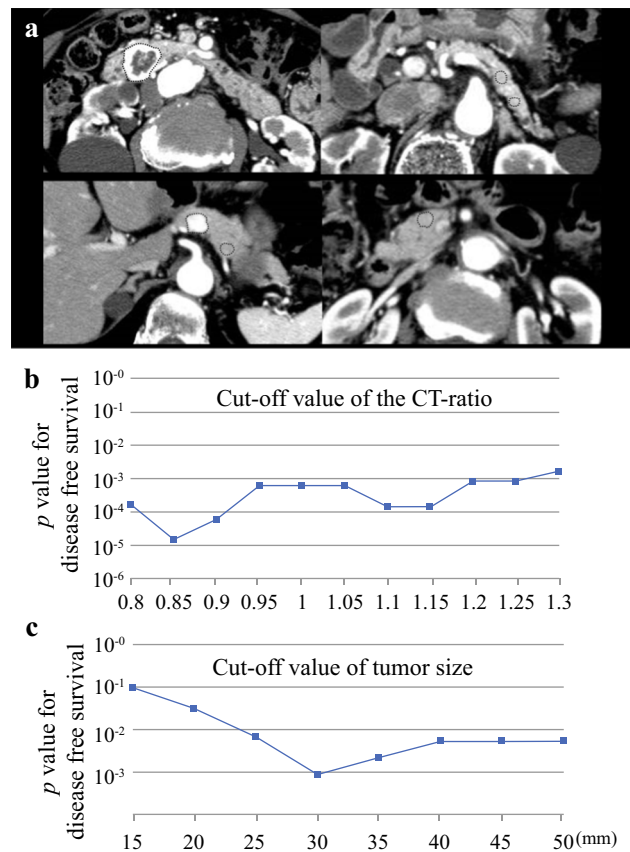 a
b
Cut-off value of the CT-ratio
p value for
disease free survival
10-0
10-1
10-2
10-3
10-4
10-5
10-6
0.8 0.85 0.9 0.95 1 1.05 1.1 1.15 1.2 1.25 1.3
c
Cut-off value of tumor size
p value for
disease free survival
10-0
10-1
10-2
10-3
15 20 25 30 35 40 45 50 (mm)